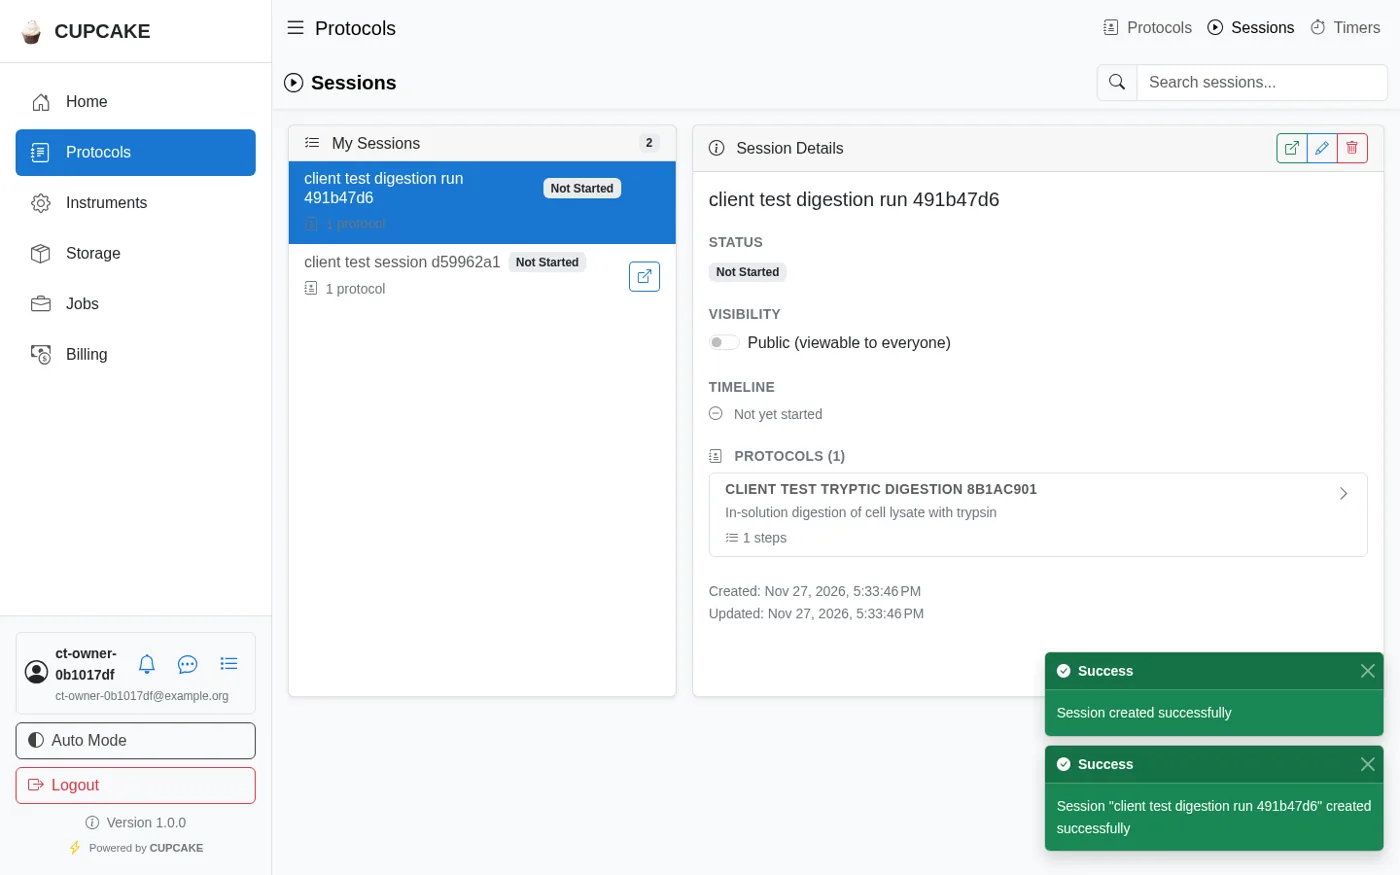 CUPCAKE
Home
Protocols
Instruments
Storage
Jobs
Billing
ct-owner-
0b1017df
ct-owner-0b1017df@example.org
Auto Mode
Logout
Version 1.0.0
Powered by CUPCAKE
Protocols
Protocols
Sessions
Timers
Sessions
Search sessions...
My Sessions
2
client test digestion run
491b47d6
Not Started
1 protocol
client test session d59962a1
Not Started
1 protocol
Session Details
client test digestion run 491b47d6
STATUS
Not Started
VISIBILITY
Public (viewable to everyone)
TIMELINE
Not yet started
PROTOCOLS (1)
CLIENT TEST TRYPTIC DIGESTION 8B1AC901
In-solution digestion of cell lysate with trypsin
1 steps
Created: Nov 27, 2026, 5:33:46 PM
Updated: Nov 27, 2026, 5:33:46 PM
Success
Session created successfully
Success
Session "client test digestion run 491b47d6" created
successfully